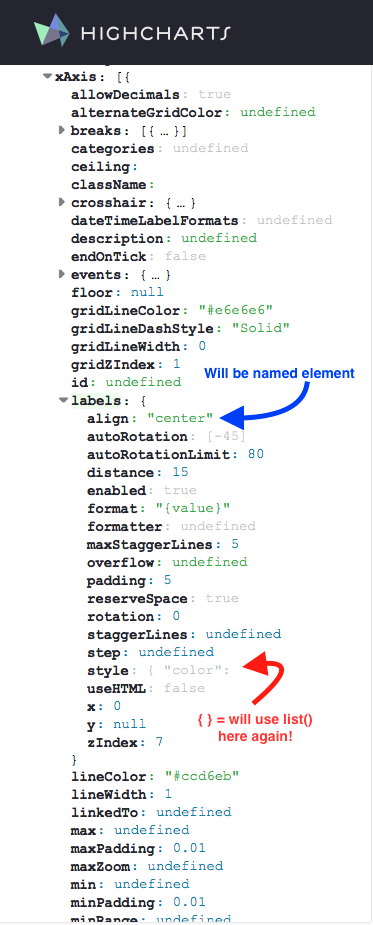 HIGHCHARTS
xAxis: [{
allowDecimals: true
alternateGridColor: undefined
breaks: [{ … }]
categories: undefined
ceiling:
className:
crosshair: { … }
dateTimeLabelFormats: undefined
description: undefined
endOnTick: false
events: { … }
floor: null
gridLineColor: "#e6e6e6"
gridLineDashStyle: "Solid"
gridLineWidth: 0
gridZIndex: 1
id: undefined
Will be named element
labels: {
align: "center"
autoRotation: [-45]
autoRotationLimit: 80
distance: 15
enabled: true
format: "{value}"
formatter: undefined
maxStaggerLines: 5
overflow: undefined
padding: 5
reserveSpace: true
rotation: 0
staggerLines: undefined
step: undefined
style: { "color":
useHTML: false
x: 0
{ } = will use list()
here again!
y: null
zIndex: 7
}
lineColor: "#ccd6eb"
lineWidth: 1
linkedTo: undefined
max: undefined
maxPadding: 0.01
maxZoom: undefined
min: undefined
minPadding: 0.01
minRange: undefined